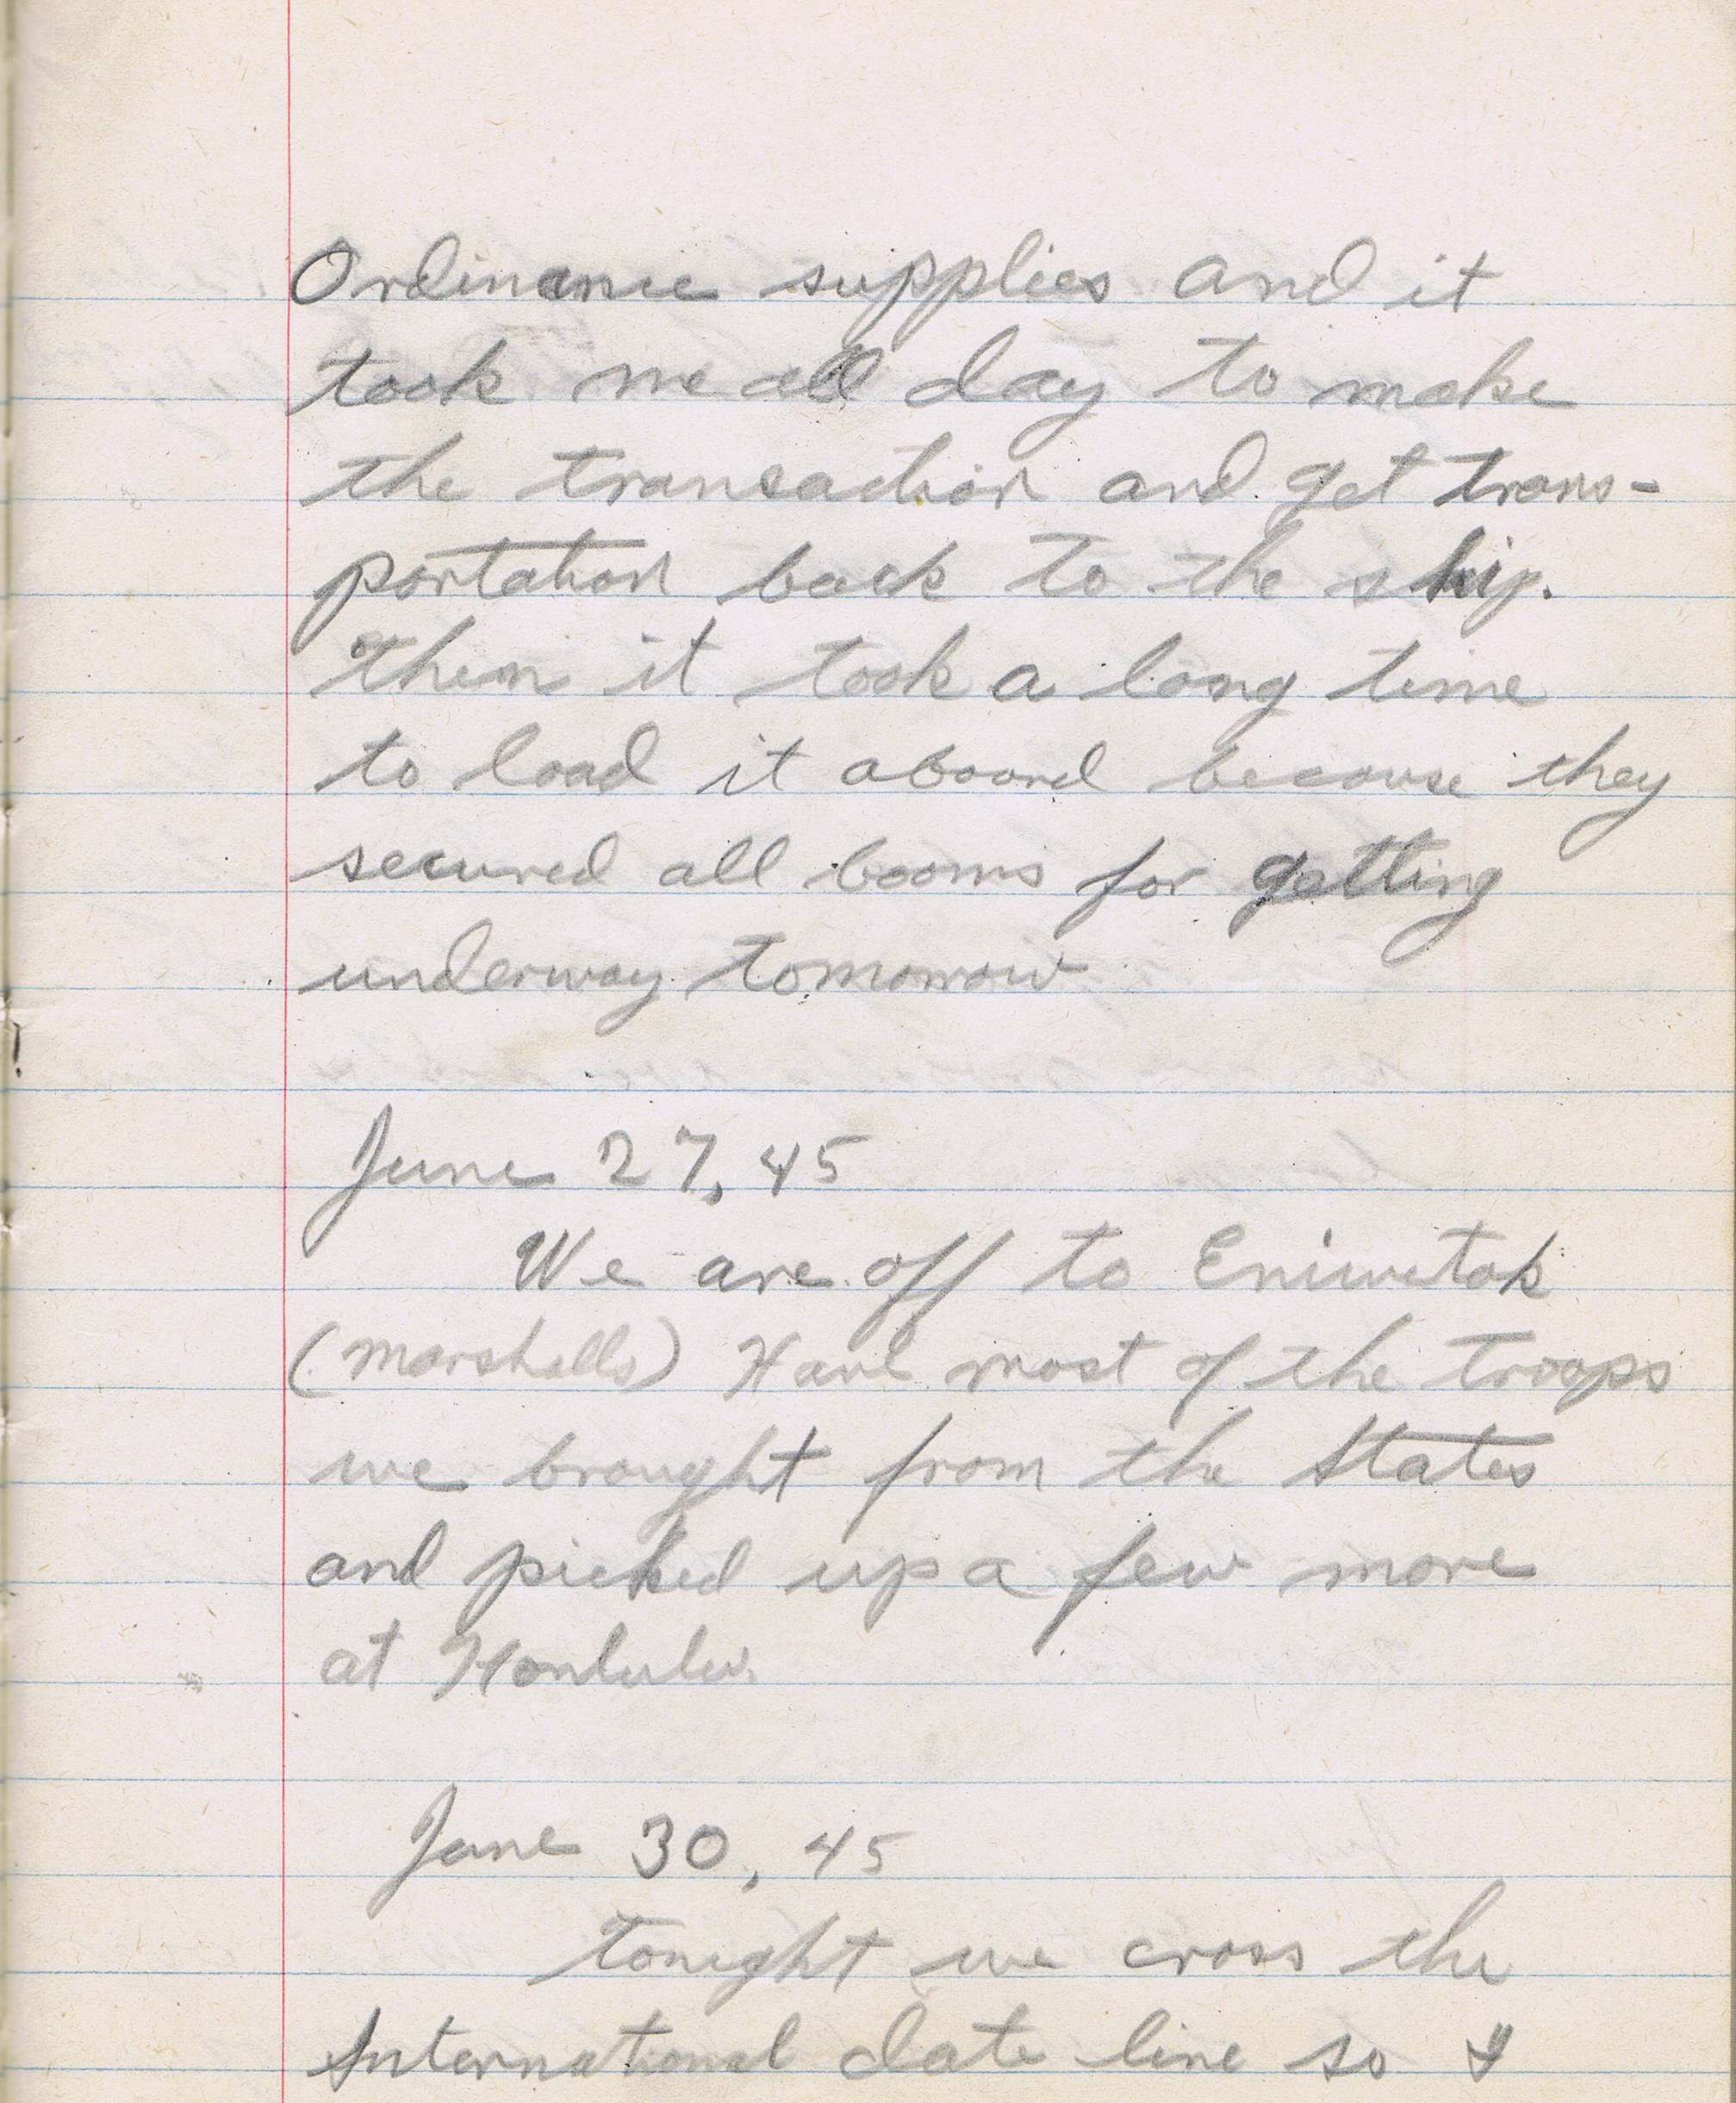 Ordinance supplies and it
took me all day to make
the transaction and get trans-
portation back to the ship.
Then it took a long time
to load it aboard because they
secured all booms for getting
underway tomorrow
June 27, 45
We are off to Eniwetok
(Marshalls) Have most of the troops
we brought from the States
and picked up a few more
at Honlulu.
June 30, 45
Tonight we cross the
International date line so I